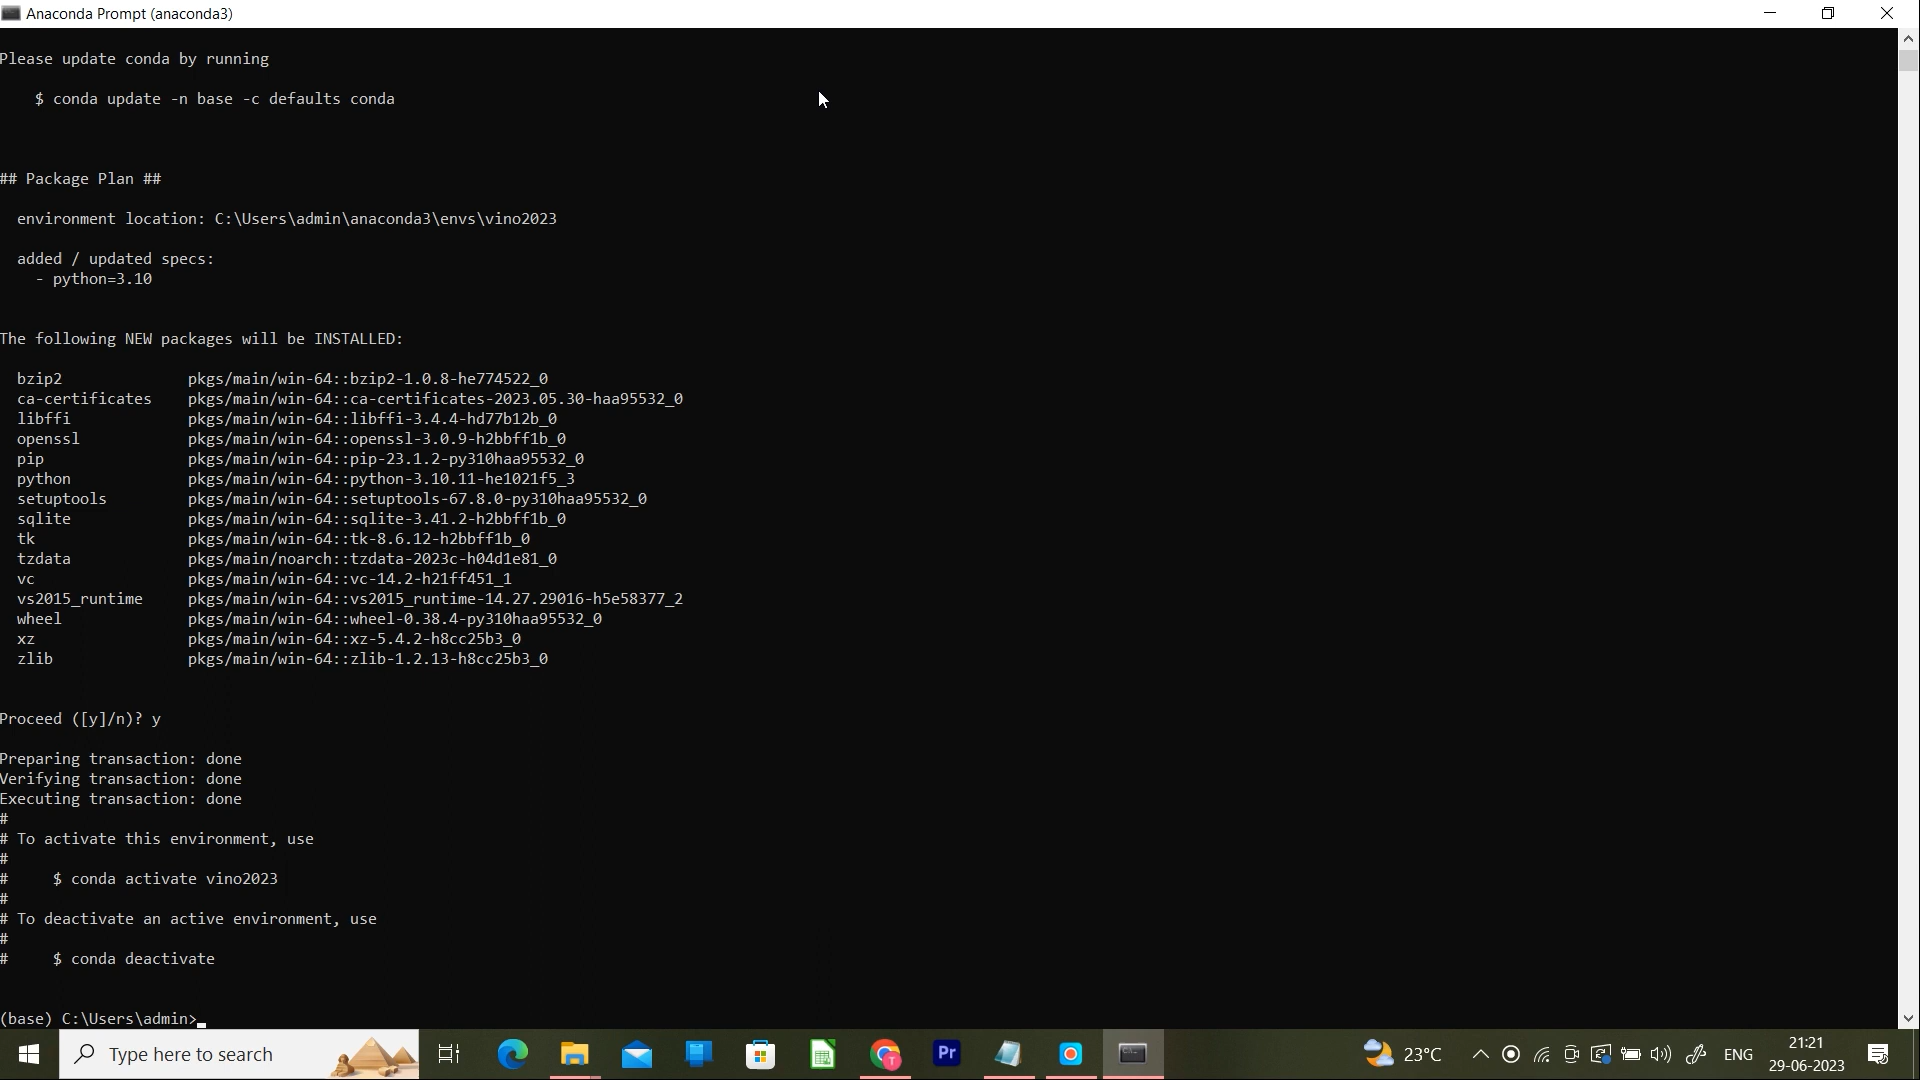 Anaconda Prompt (anaconda3)
Please update conda by running
$ conda update -n base -c defaults conda
## Package Plan ##
environment location: C:\Users\admin\anaconda3\envs\vino2023
added / updated specs:
- python=3.10
The following NEW packages will be INSTALLED:
bzip2 pkgs/main/win-64::bzip2-1.0.8-he774522_0
ca-certificates pkgs/main/win-64::ca-certificates-2023.05.30-haa95532_0
libffi pkgs/main/win-64::libffi-3.4.4-hd77b12b_0
openssl pkgs/main/win-64::openssl-3.0.9-h2bbff1b_0
pip pkgs/main/win-64::pip-23.1.2-py310haa95532_0
python pkgs/main/win-64::python-3.10.11-he1021f5_3
setuptools pkgs/main/win-64::setuptools-67.8.0-py310haa95532_0
sqlite pkgs/main/win-64::sqlite-3.41.2-h2bbff1b_0
tk pkgs/main/win-64::tk-8.6.12-h2bbff1b_0
tzdata pkgs/main/noarch::tzdata-2023c-h04d1e81_0
vc pkgs/main/win-64::vc-14.2-h21ff451_1
vs2015_runtime pkgs/main/win-64::vs2015_runtime-14.27.29016-h5e58377_2
wheel pkgs/main/win-64::wheel-0.38.4-py310haa95532_0
xz pkgs/main/win-64::xz-5.4.2-h8cc25b3_0
zlib pkgs/main/win-64::zlib-1.2.13-h8cc25b3_0
Proceed ([y]/n)? y
Preparing transaction: done
Verifying transaction: done
Executing transaction: done
#
# To activate this environment, use
#
# $ conda activate vino2023
#
# To deactivate an active environment, use
#
# $ conda deactivate
(base) C:\Users\admin>_
Type here to search
Pr
T
23°C
ENG
21:21
29-06-2023